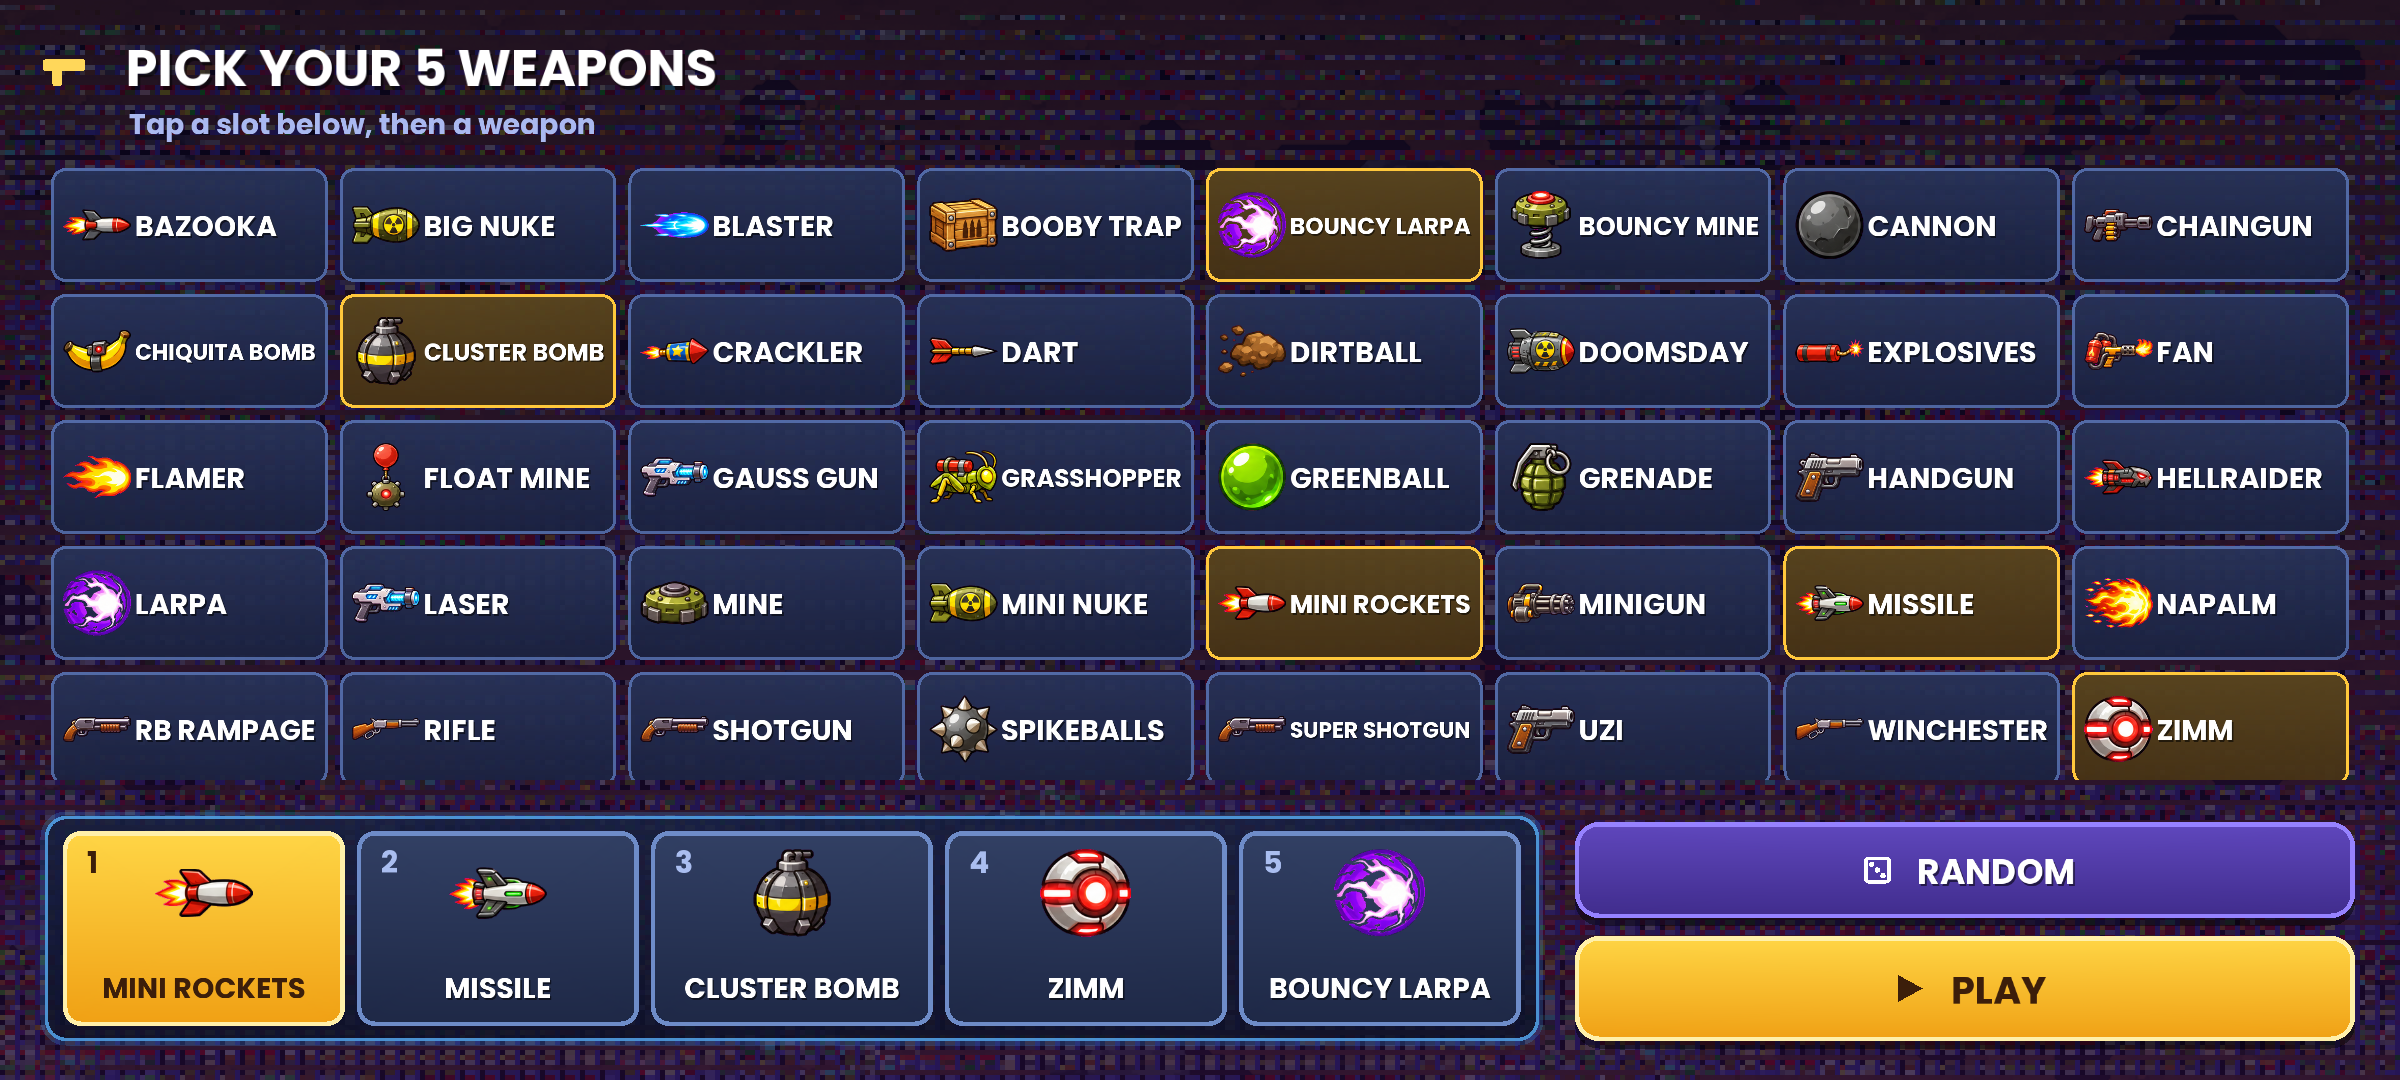 PICK YOUR 5 WEAPONS
Tap a slot below, then a weapon
BAZOOKA
BIG NUKE
BLASTER
BOOBY TRAP
BOUNCY LARPA
BOUNCY MINE
CANNON
CHAINGUN
CHIQUITA BOMB
CLUSTER BOMB
CRACKLER
DART
DIRTBALL
DOOMSDAY
EXPLOSIVES
FAN
FLAMER
FLOAT MINE
GAUSS GUN
GRASSHOPPER
GREENBALL
GRENADE
HANDGUN
HELLRAIDER
LARPA
LASER
MINE
MINI NUKE
MINI ROCKETS
MINIGUN
MISSILE
NAPALM
RB RAMPAGE
RIFLE
SHOTGUN
SPIKEBALLS
SUPER SHOTGUN
UZI
WINCHESTER
ZIMM
1
MINI ROCKETS
2
MISSILE
3
CLUSTER BOMB
4
ZIMM
5
BOUNCY LARPA
RANDOM
PLAY